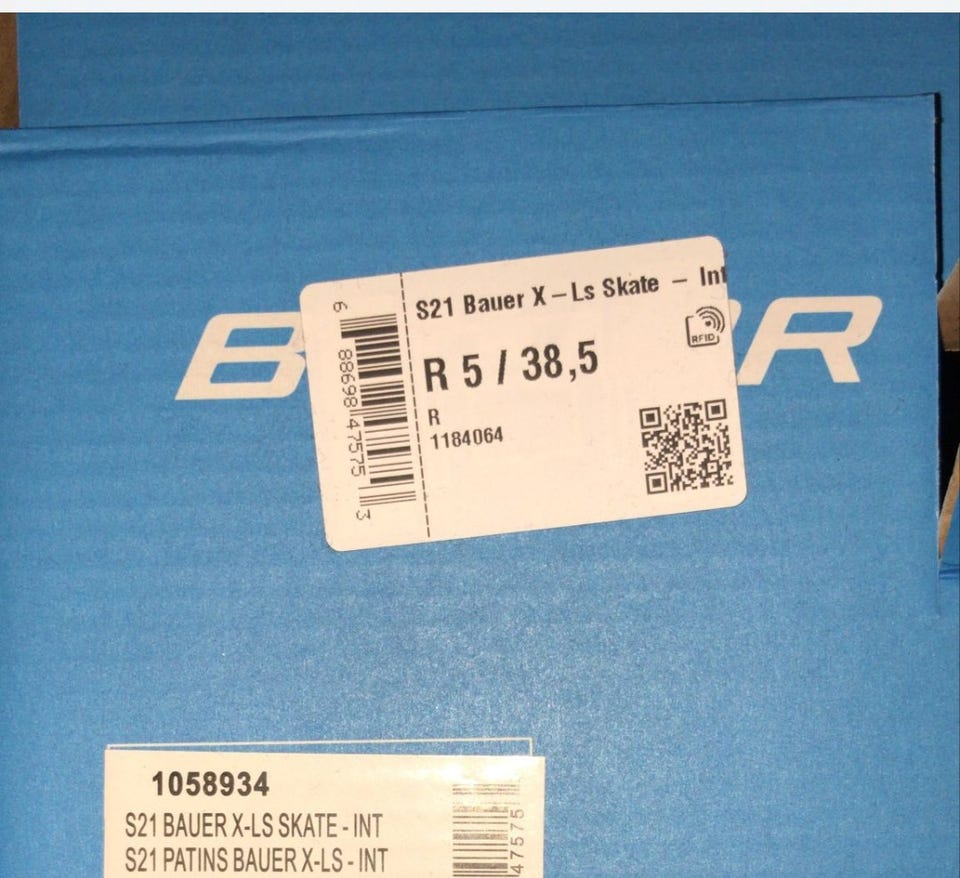 S21 Bauer X – Ls Skate – Int
RFID
R 5 / 38,5
R
1184064
6 88698 47575 3
1058934
S21 BAUER X-LS SKATE - INT
S21 PATINS BAUER X-LS - INT
47575